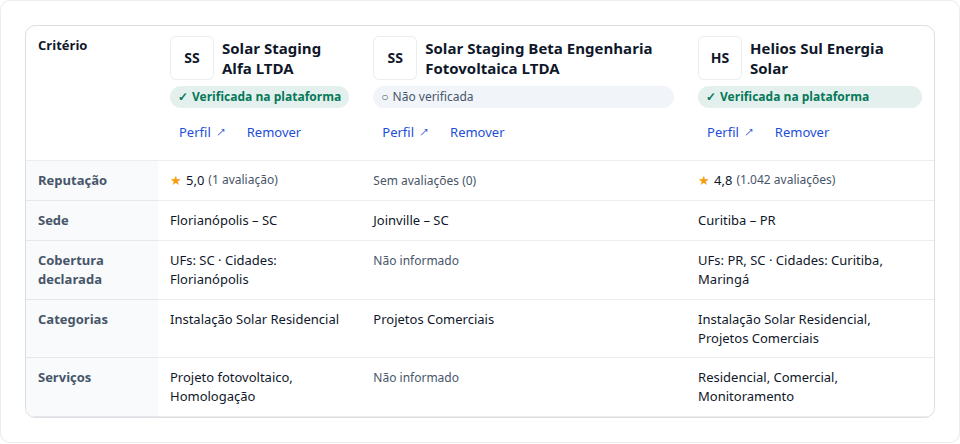 Critério
SS
Solar Staging
Alfa LTDA
✓ Verificada na plataforma
Perfil ↗ Remover
SS
Solar Staging Beta Engenharia
Fotovoltaica LTDA
○ Não verificada
Perfil ↗ Remover
HS
Helios Sul Energia
Solar
✓ Verificada na plataforma
Perfil ↗ Remover
Reputação
★ 5,0 (1 avaliação)
Sem avaliações (0)
★ 4,8 (1.042 avaliações)
Sede
Florianópolis – SC
Joinville – SC
Curitiba – PR
Cobertura
declarada
UFs: SC · Cidades:
Florianópolis
Não informado
UFs: PR, SC · Cidades: Curitiba,
Maringá
Categorias
Instalação Solar Residencial
Projetos Comerciais
Instalação Solar Residencial,
Projetos Comerciais
Serviços
Projeto fotovoltaico,
Homologação
Não informado
Residencial, Comercial,
Monitoramento